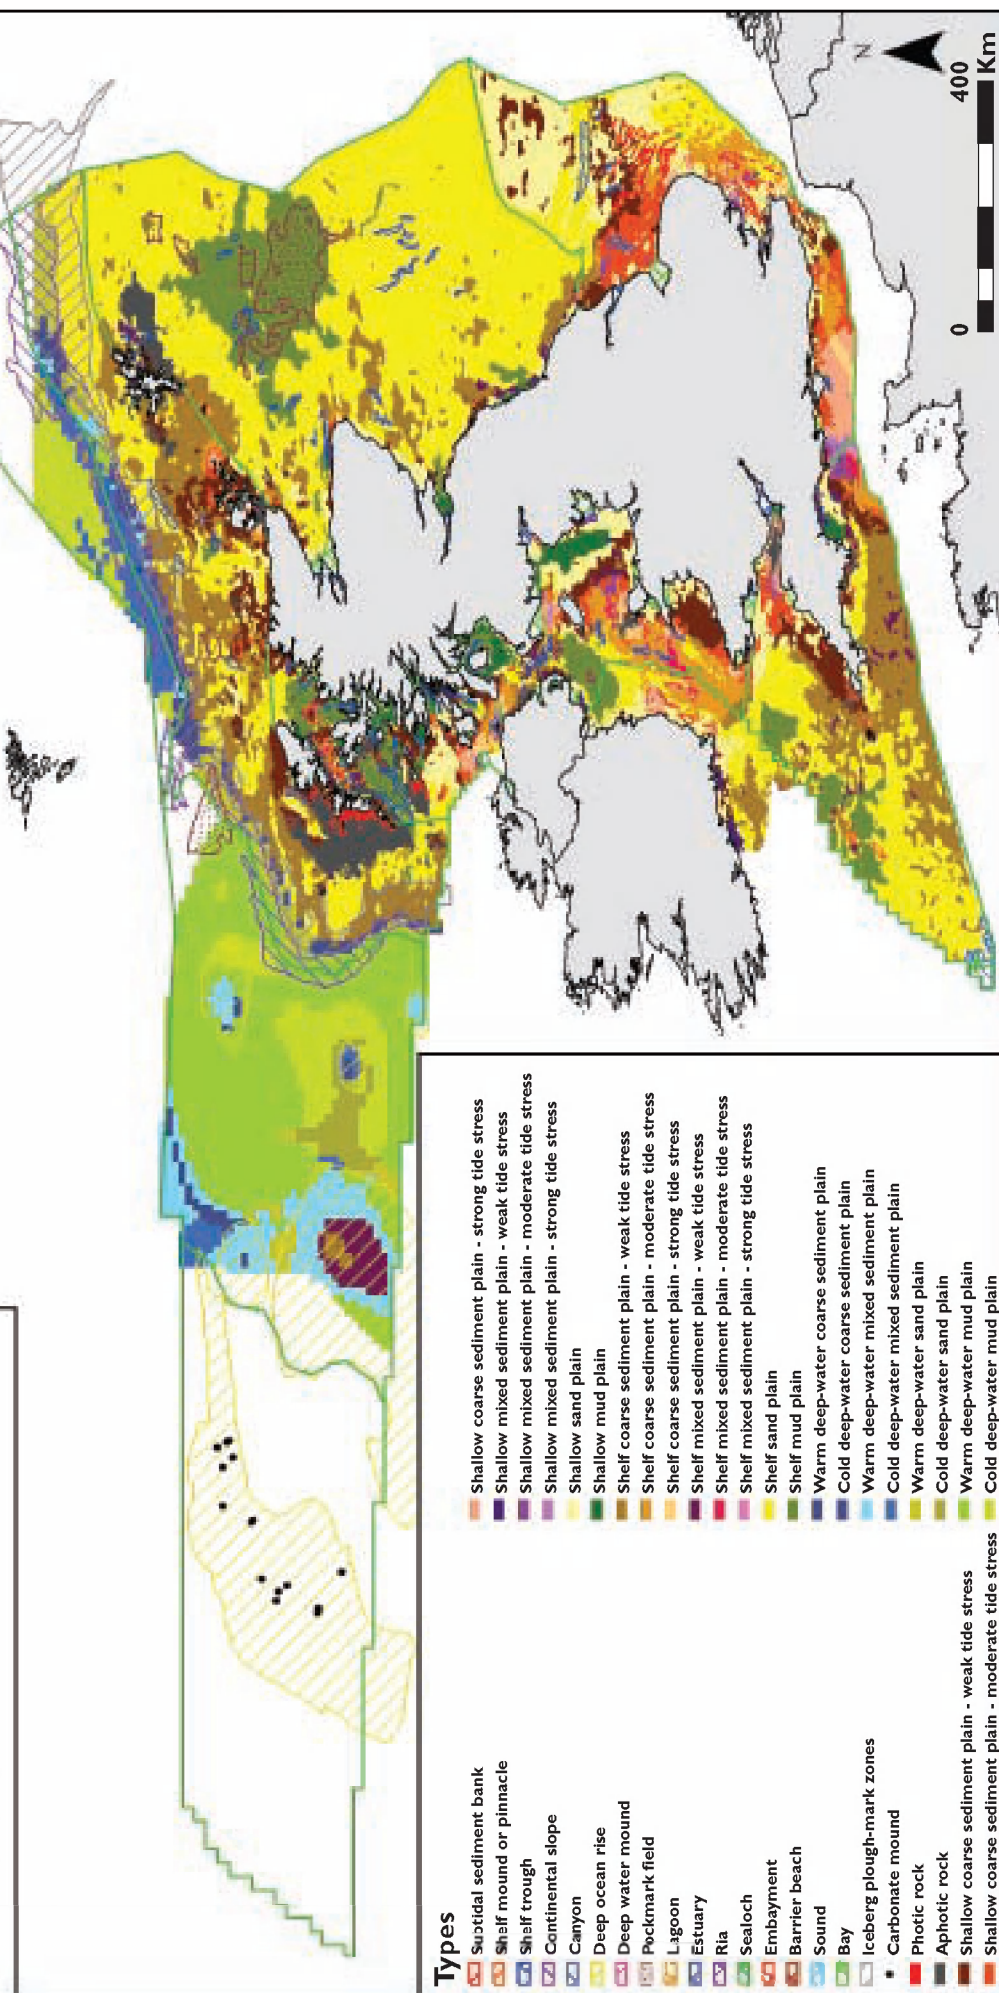 N
0 400
Km
Types
Suotidal sediment bank
Shelf mound or pinnacle
Shelf trough
Continental slope
Canyon
Deep ocean rise
Deep water mound
Pockmark field
Lagoon
Estuary
Ria
Sealoch
Embayment
Barrier beach
Sound
Bay
Iceberg plough-mark zones
Carbonate mound
Photic rock
Aphotic rock
Shallow coarse sediment plain - weak tide stress
Shallow coarse sediment plain - moderate tide stress
Shallow coarse sediment plain - strong tide stress
Shallow mixed sediment plain - weak tide stress
Shallow mixed sediment plain - moderate tide stress
Shallow mixed sediment plain - strong tide stress
Shallow sand plain
Shallow mud plain
Shelf coarse sediment plain - weak tide stress
Shelf coarse sediment plain - moderate tide stress
Shelf coarse sediment plain - strong tide stress
Shelf mixed sediment plain - weak tide stress
Shelf mixed sediment plain - moderate tide stress
Shelf mixed sediment plain - strong tide stress
Shelf sand plain
Shelf mud plain
Warm deep-water coarse sediment plain
Cold deep-water coarse sediment plain
Warm deep-water mixed sediment plain
Cold deep-water mixed sediment plain
Warm deep-water sand plain
Cold deep-water sand plain
Warm deep-water mud plain
Cold deep-water mud plain